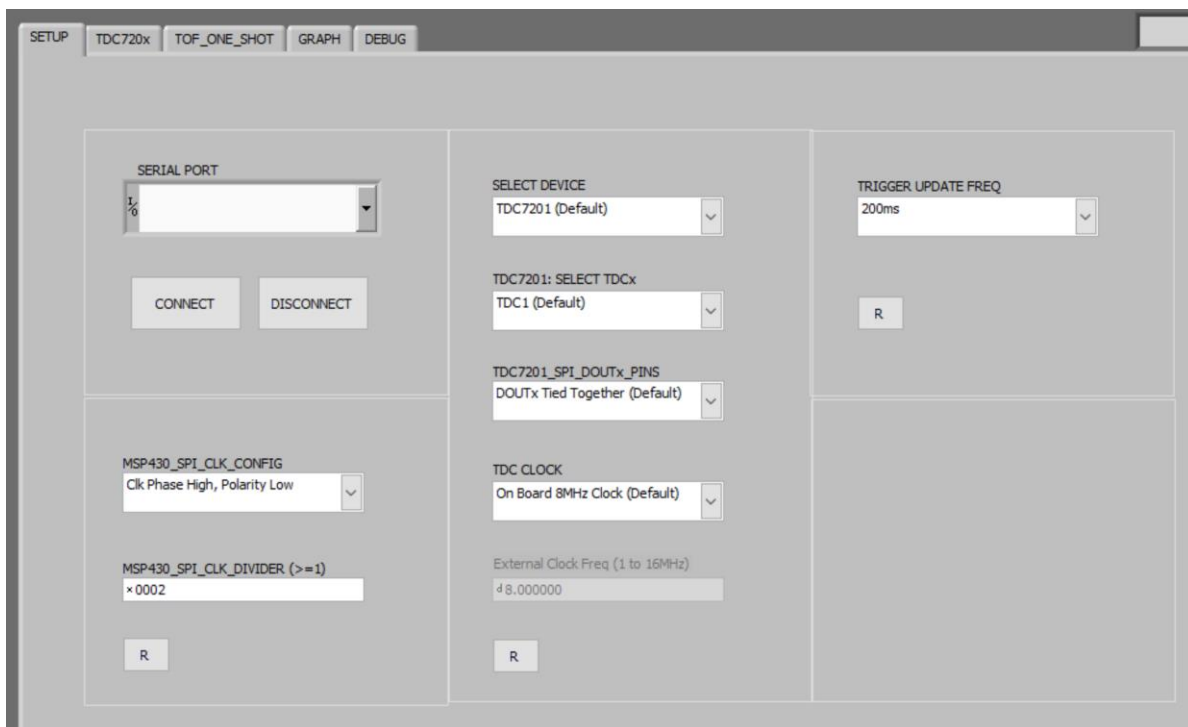 SETUP TDC720x TOF_ONE_SHOT GRAPH DEBUG
SERIAL PORT
I/O
CONNECT DISCONNECT
MSP430_SPI_CLK_CONFIG
Clk Phase High, Polarity Low
MSP430_SPI_CLK_DIVIDER (>=1)
×0002
R
SELECT DEVICE
TDC7201 (Default)
TDC7201: SELECT TDCx
TDC1 (Default)
TDC7201_SPI_DOUTx_PINS
DOUTx Tied Together (Default)
TDC CLOCK
On Board 8MHz Clock (Default)
External Clock Freq (1 to 16MHz)
d8.000000
R
TRIGGER UPDATE FREQ
200ms
R